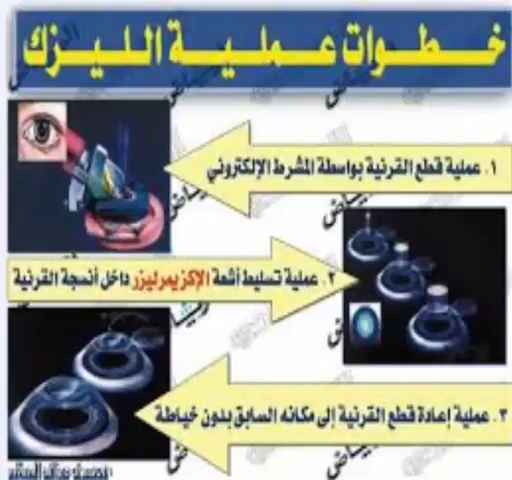 خطوات عملية الليزك
١. عملية قطع القرنية بواسطة المشرط الإلكتروني
٢. عملية تسليط أشعة الإكزيمرليزر داخل أنسجة القرنية
٣. عملية إعادة قطع القرنية إلى مكانه السابق بدون خياطة